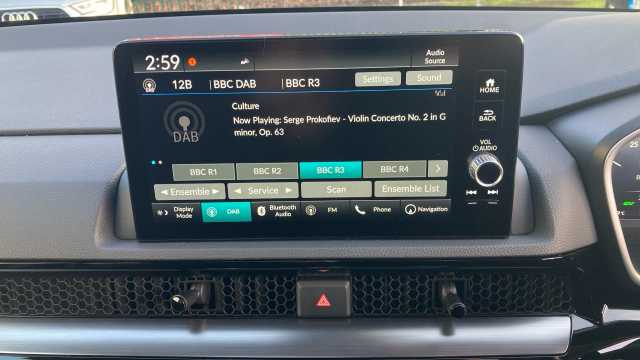 2:59
Audio
Source
12B
BBC DAB
BBC R3
Settings
Sound
Vol
Culture
Now Playing: Serge Prokofiev - Violin Concerto No. 2 in G
minor, Op. 63
DAB
BBC R1
BBC R2
BBC R3
BBC R4
Ensemble
Service
Scan
Ensemble List
Display
Mode
DAB
Bluetooth
Audio
FM
Phone
Navigation
HOME
BACK
VOL
AUDIO
25